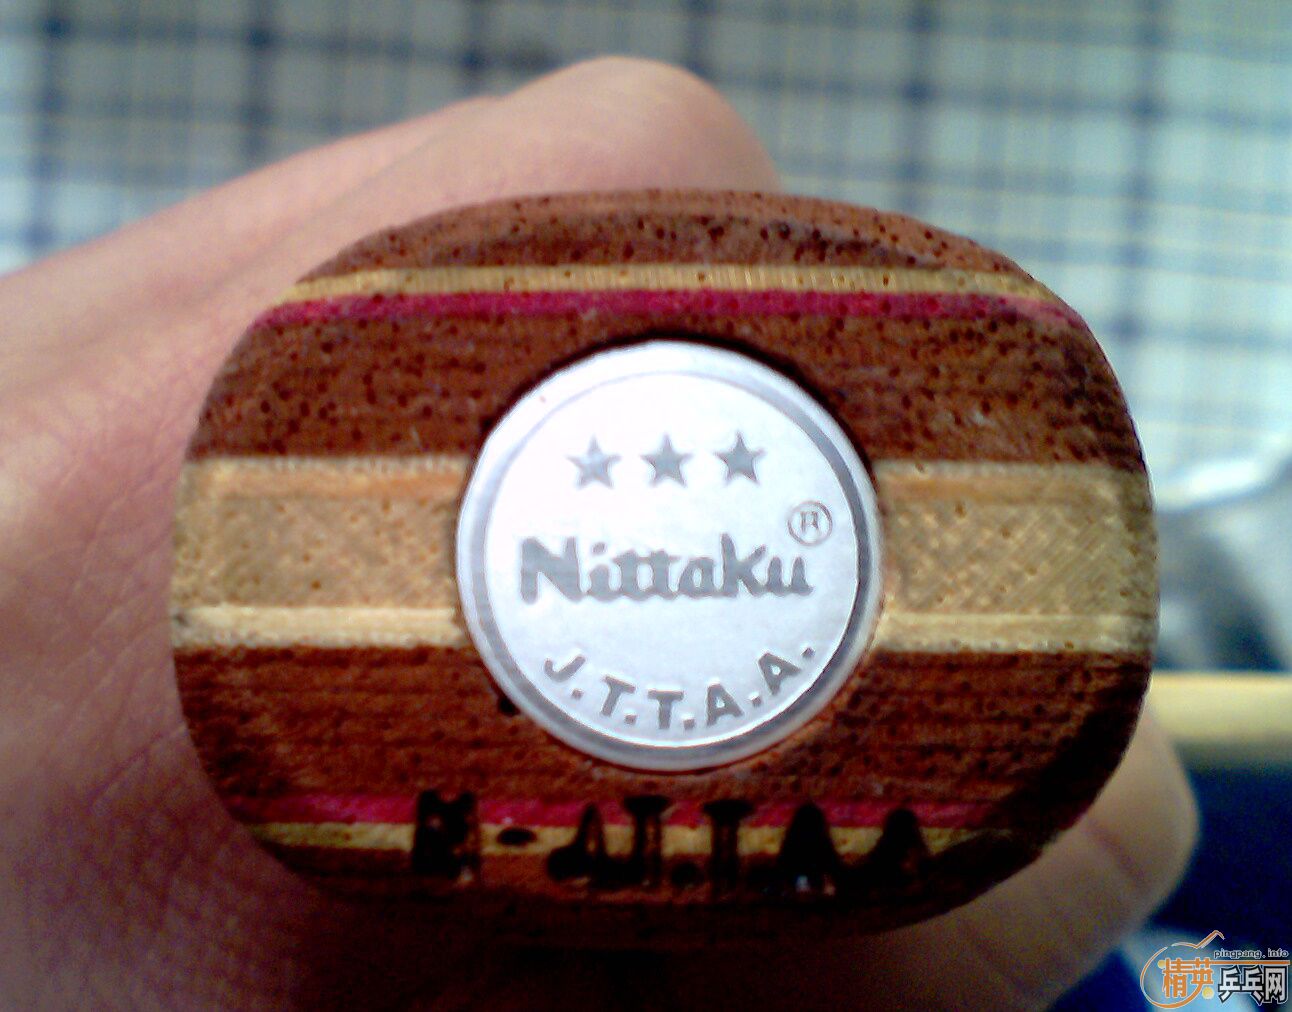 ★★★
Nittaku®
J.T.T.A.A.
pingpang.info
精英乒乓网